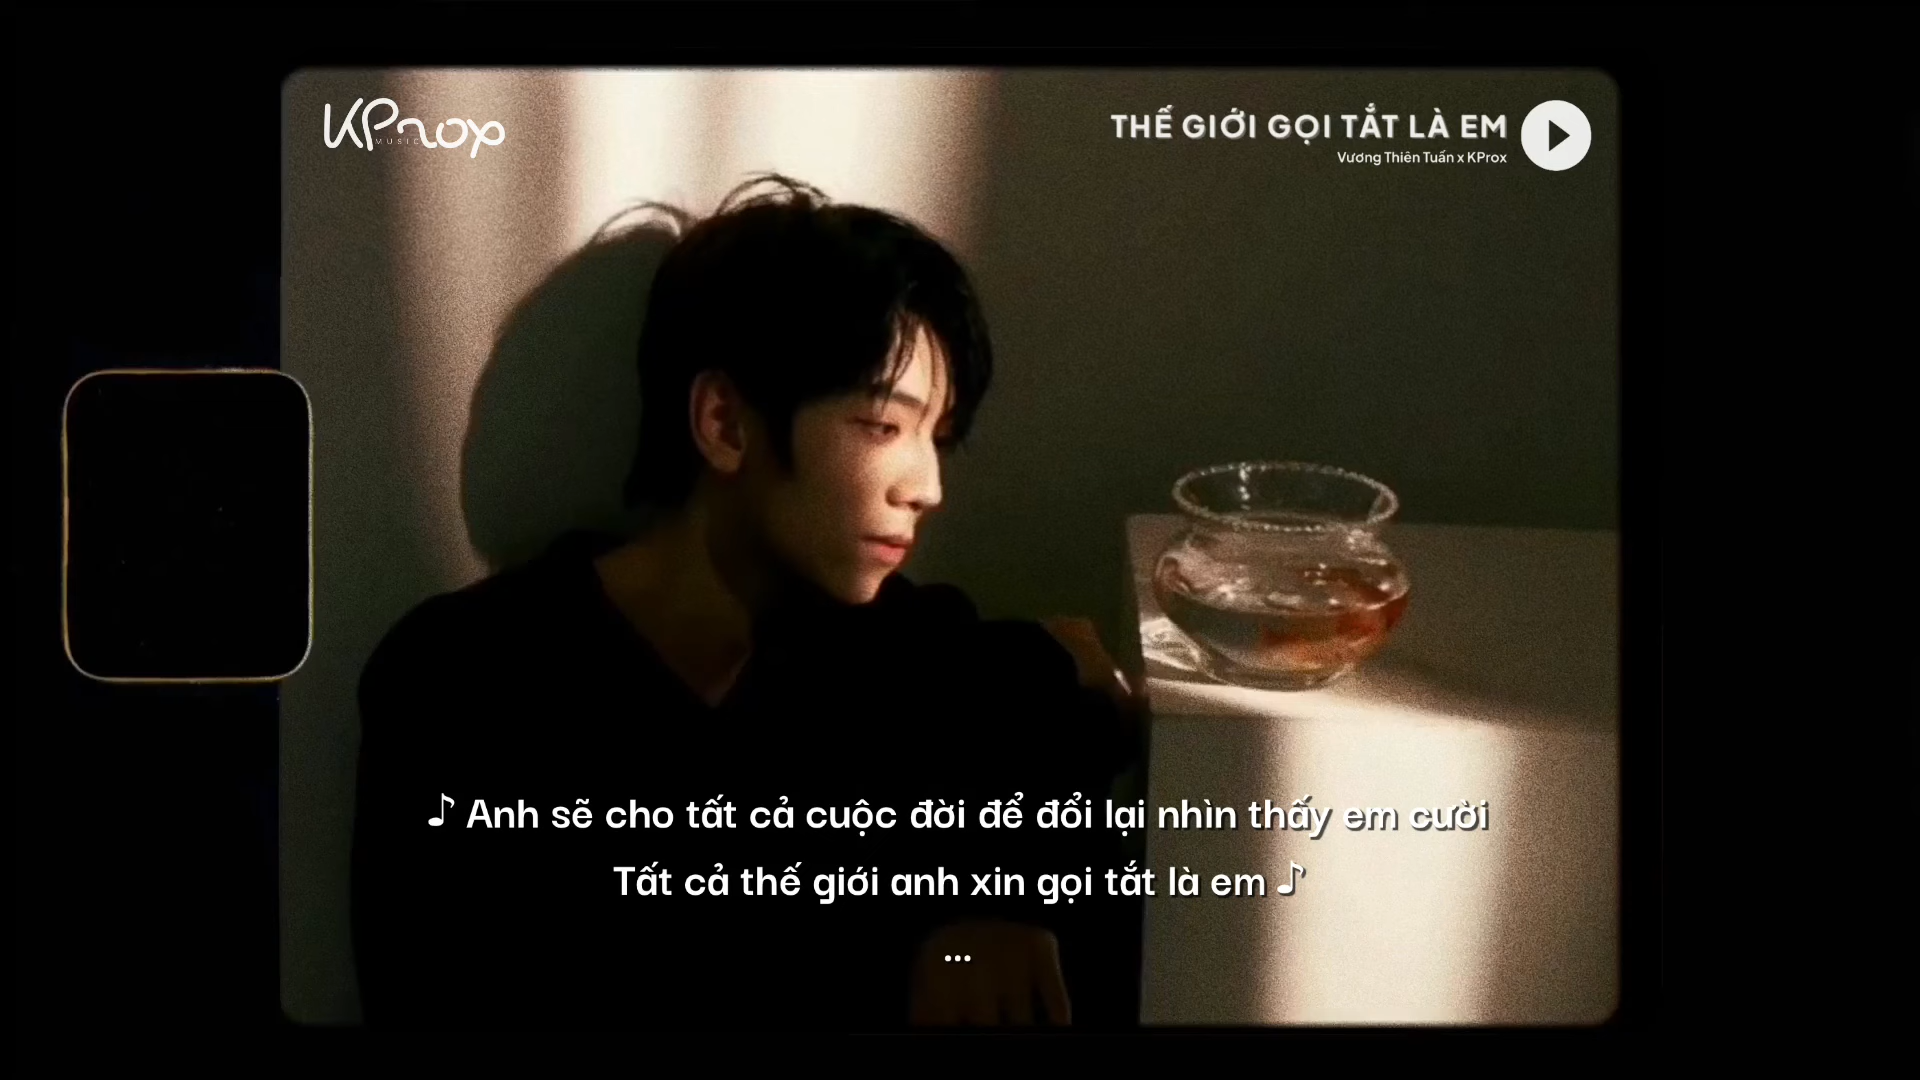 KProx
MUSIC
THẾ GIỚI GỌI TẮT LÀ EM
Vương Thiên Tuấn x KProx
♪ Anh sẽ cho tất cả cuộc đời để đổi lại nhìn thấy em cười
Tất cả thế giới anh xin gọi tắt là em ♪
...